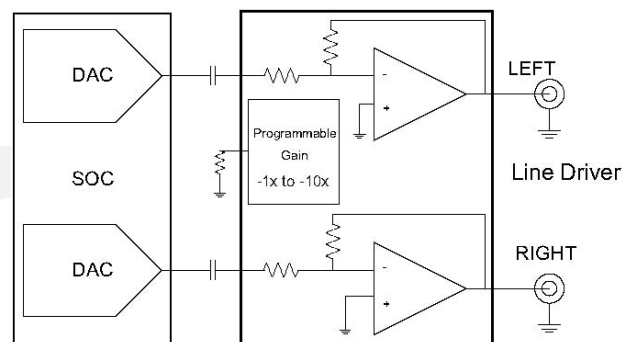 DAC
LEFT
-
+
Programmable
Gain
-1x to -10x
SOC
Line Driver
DAC
RIGHT
-
+